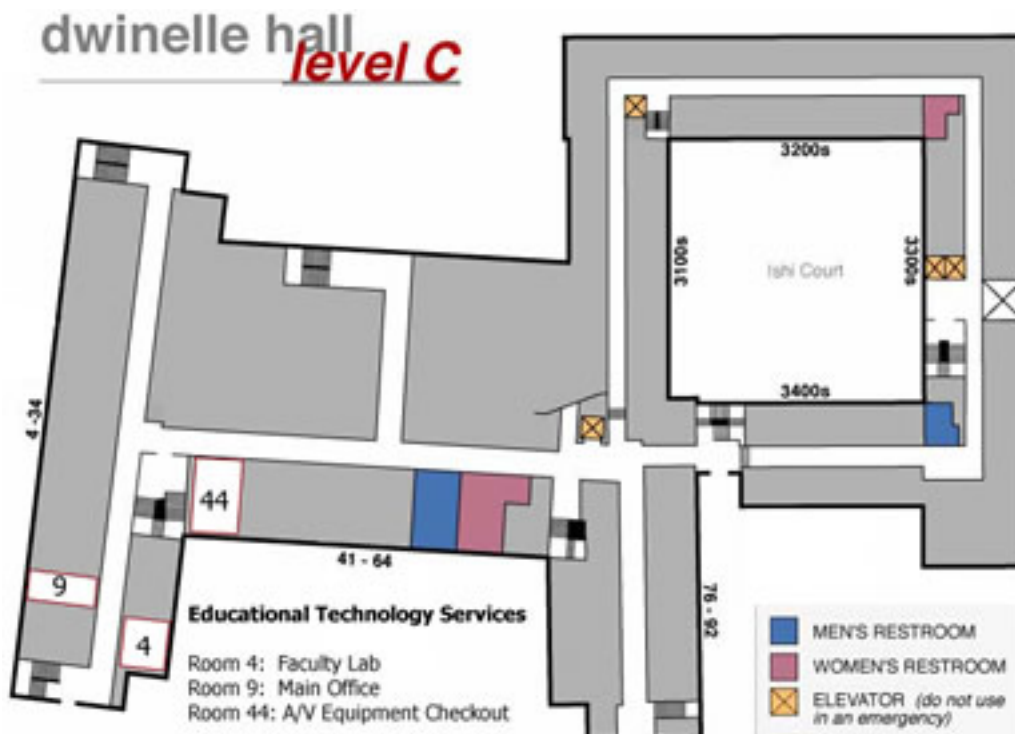 dwinelle hall
level C
3200s
3100s
Ishi Court
3300s
3400s
4 -34
44
41 - 64
9
4
76 - 92
Educational Technology Services
Room 4: Faculty Lab
Room 9: Main Office
Room 44: A/V Equipment Checkout
MEN'S RESTROOM
WOMEN'S RESTROOM
ELEVATOR (do not use
in an emergency)